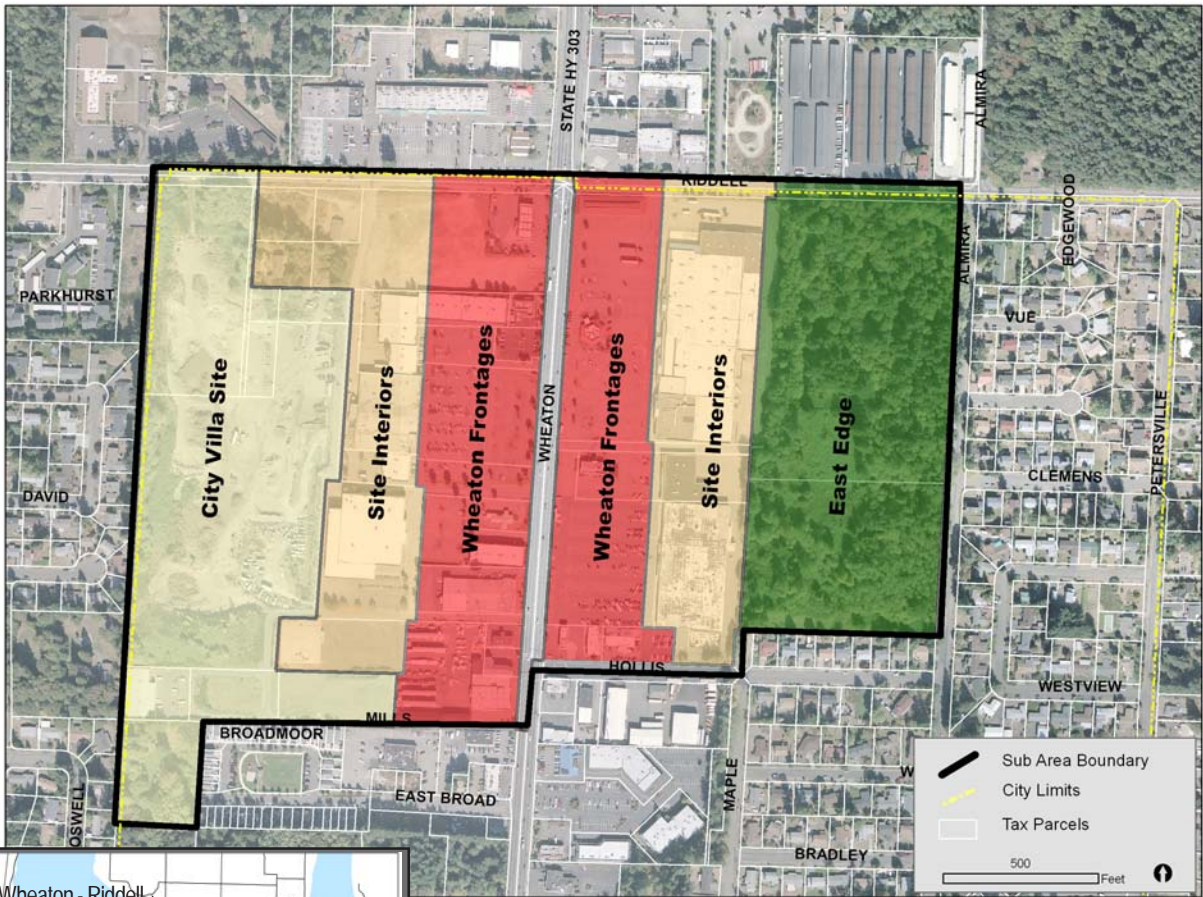 STATE HY 303
ALMIRA
RIDDELL
EDGEWOOD
ALMIRA
PARKHURST
VUE
City Villa Site
Site Interiors
Wheaton Frontages
WHEATON
Wheaton Frontages
Site Interiors
East Edge
PETERSVILLE
CLEMENS
DAVID
HOLLIS
WESTVIEW
MILLS
BROADMOOR
EAST BROAD
MAPLE
W
BRADLEY
OSWELL
Sub Area Boundary
City Limits
Tax Parcels
500
Feet
Wheaton - Riddell